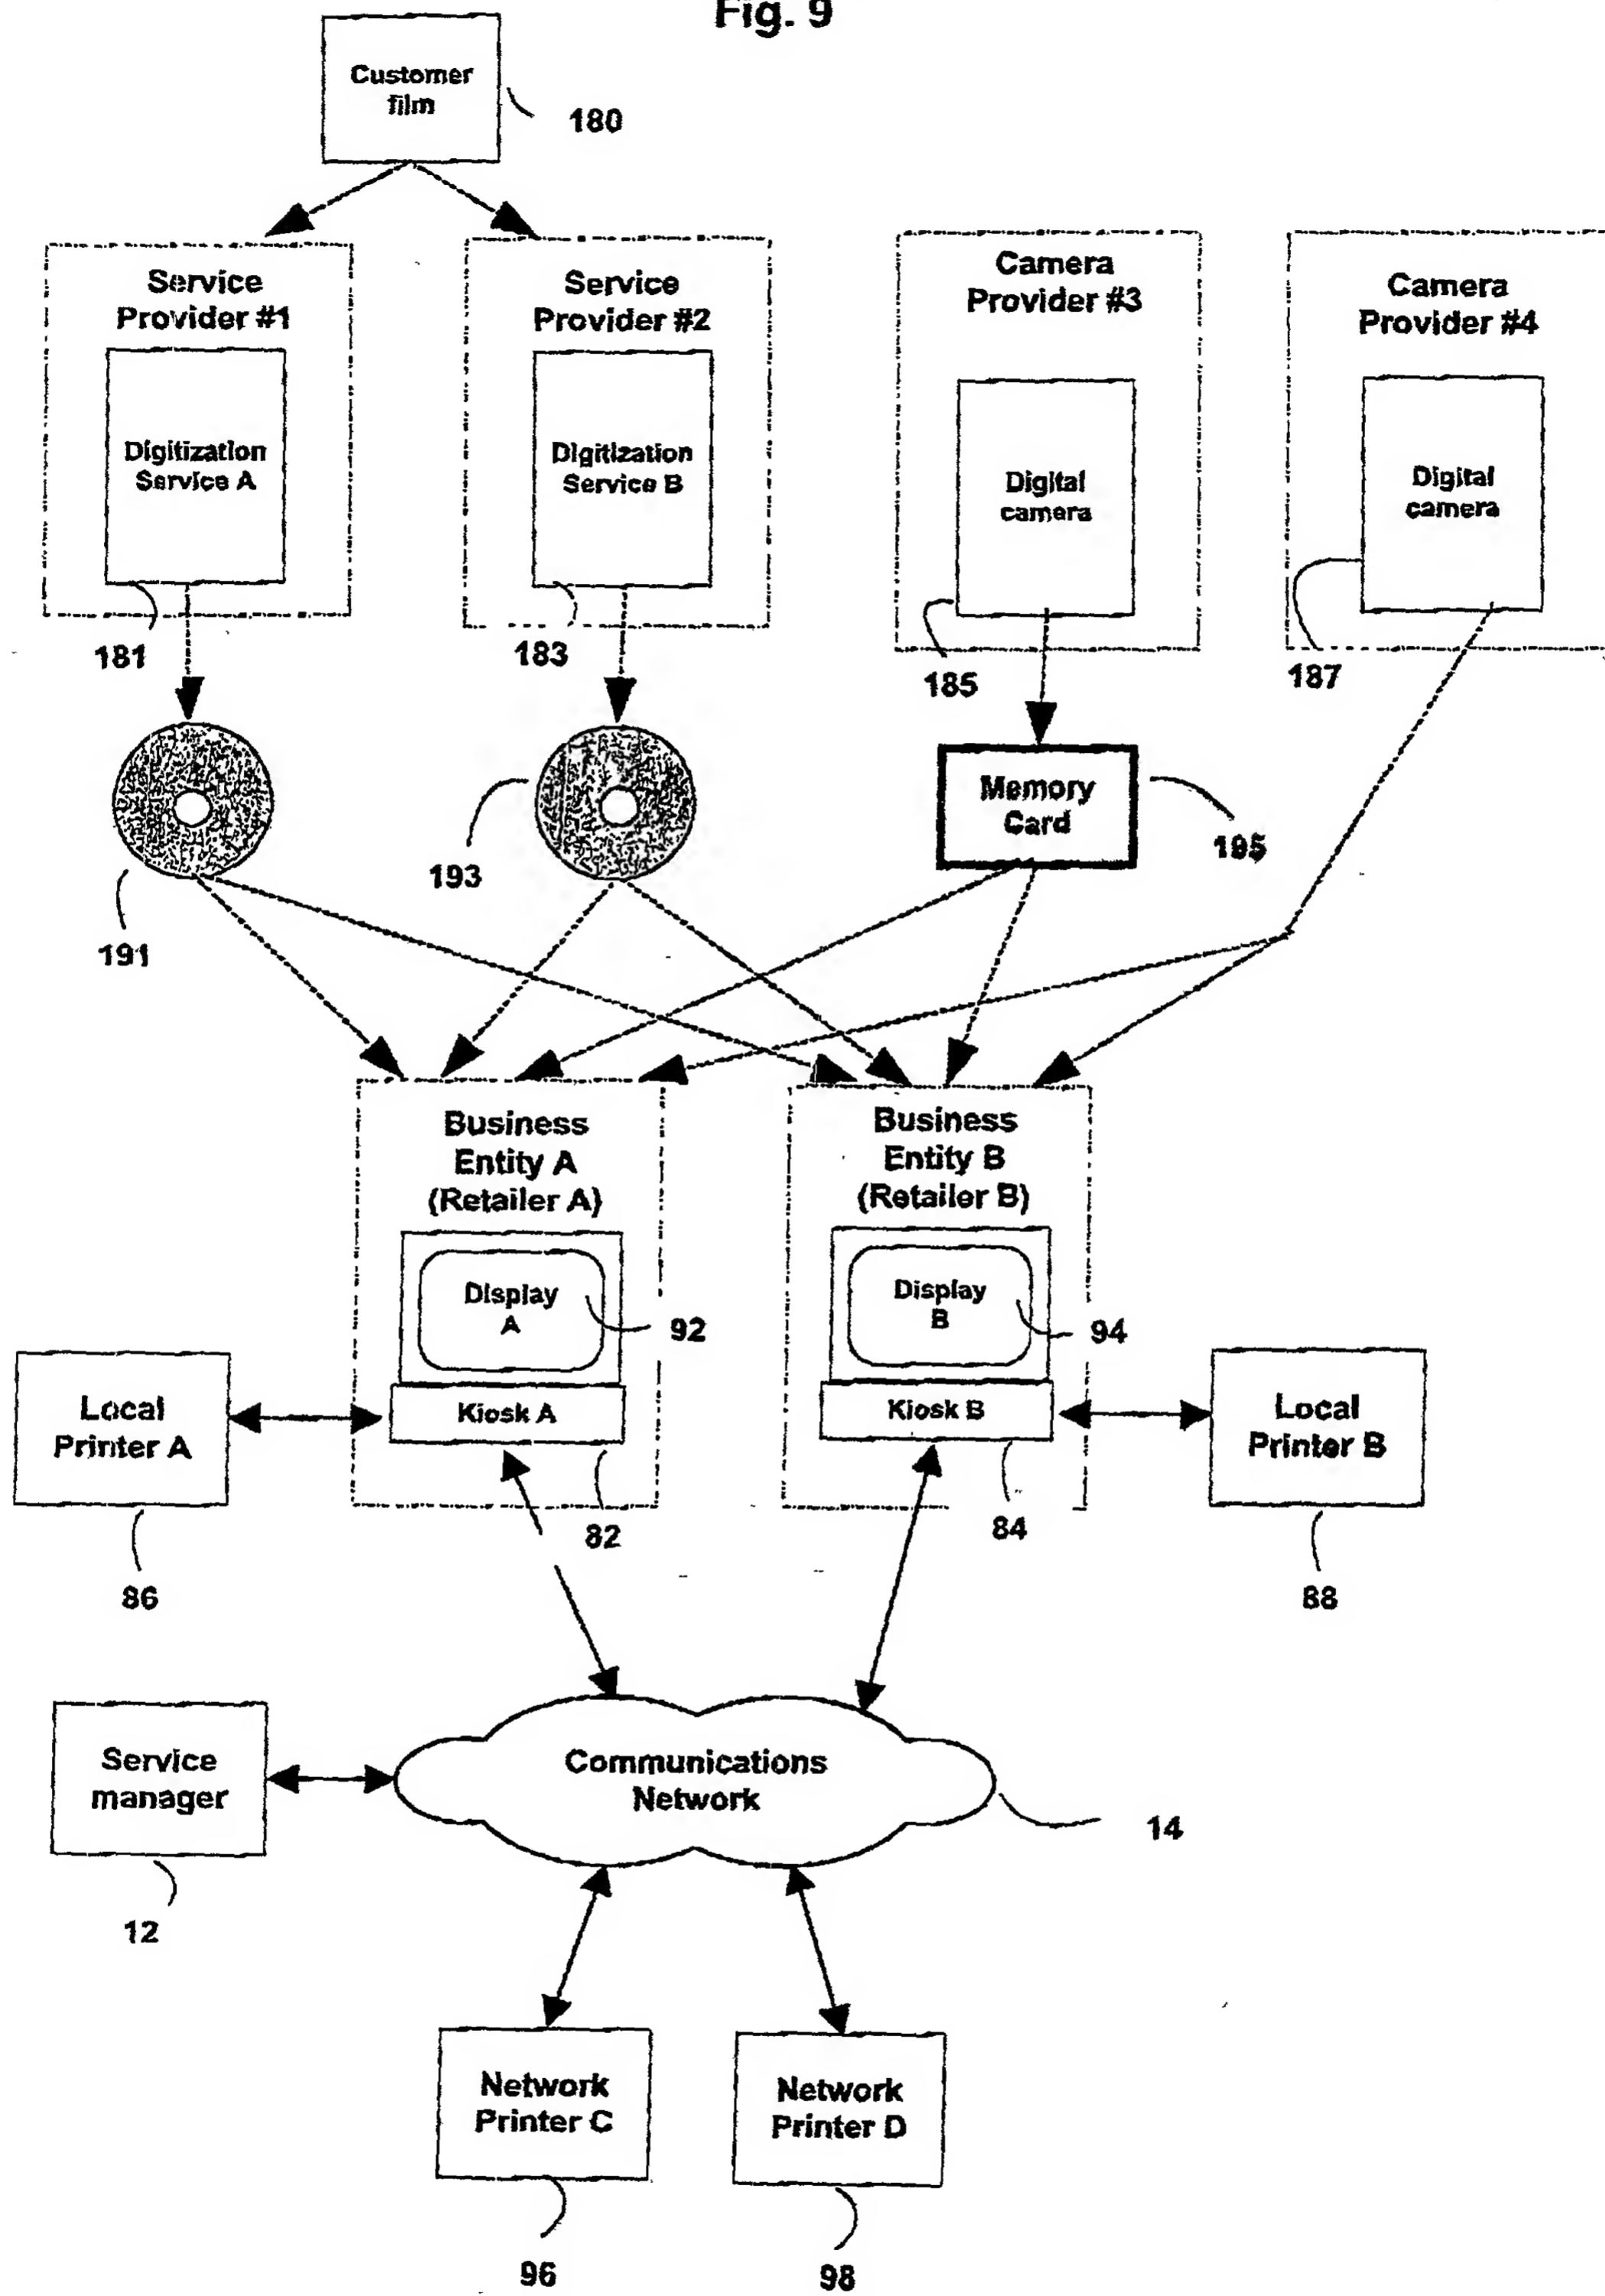 Fig. 9
Customer
film
180
Service
Provider #1
Service
Provider #2
Camera
Provider #3
Camera
Provider #4
Digitization
Service A
Digitization
Service B
Digital
camera
Digital
camera
181
183
185
187
Memory
Card
191
193
195
Business
Entity A
(Retailer A)
Business
Entity B
(Retailer B)
Display
A
92
Display
B
94
Local
Printer A
Kiosk A
Kiosk B
Local
Printer B
86
82
84
88
Service
manager
Communications
Network
14
12
Network
Printer C
Network
Printer D
96
98